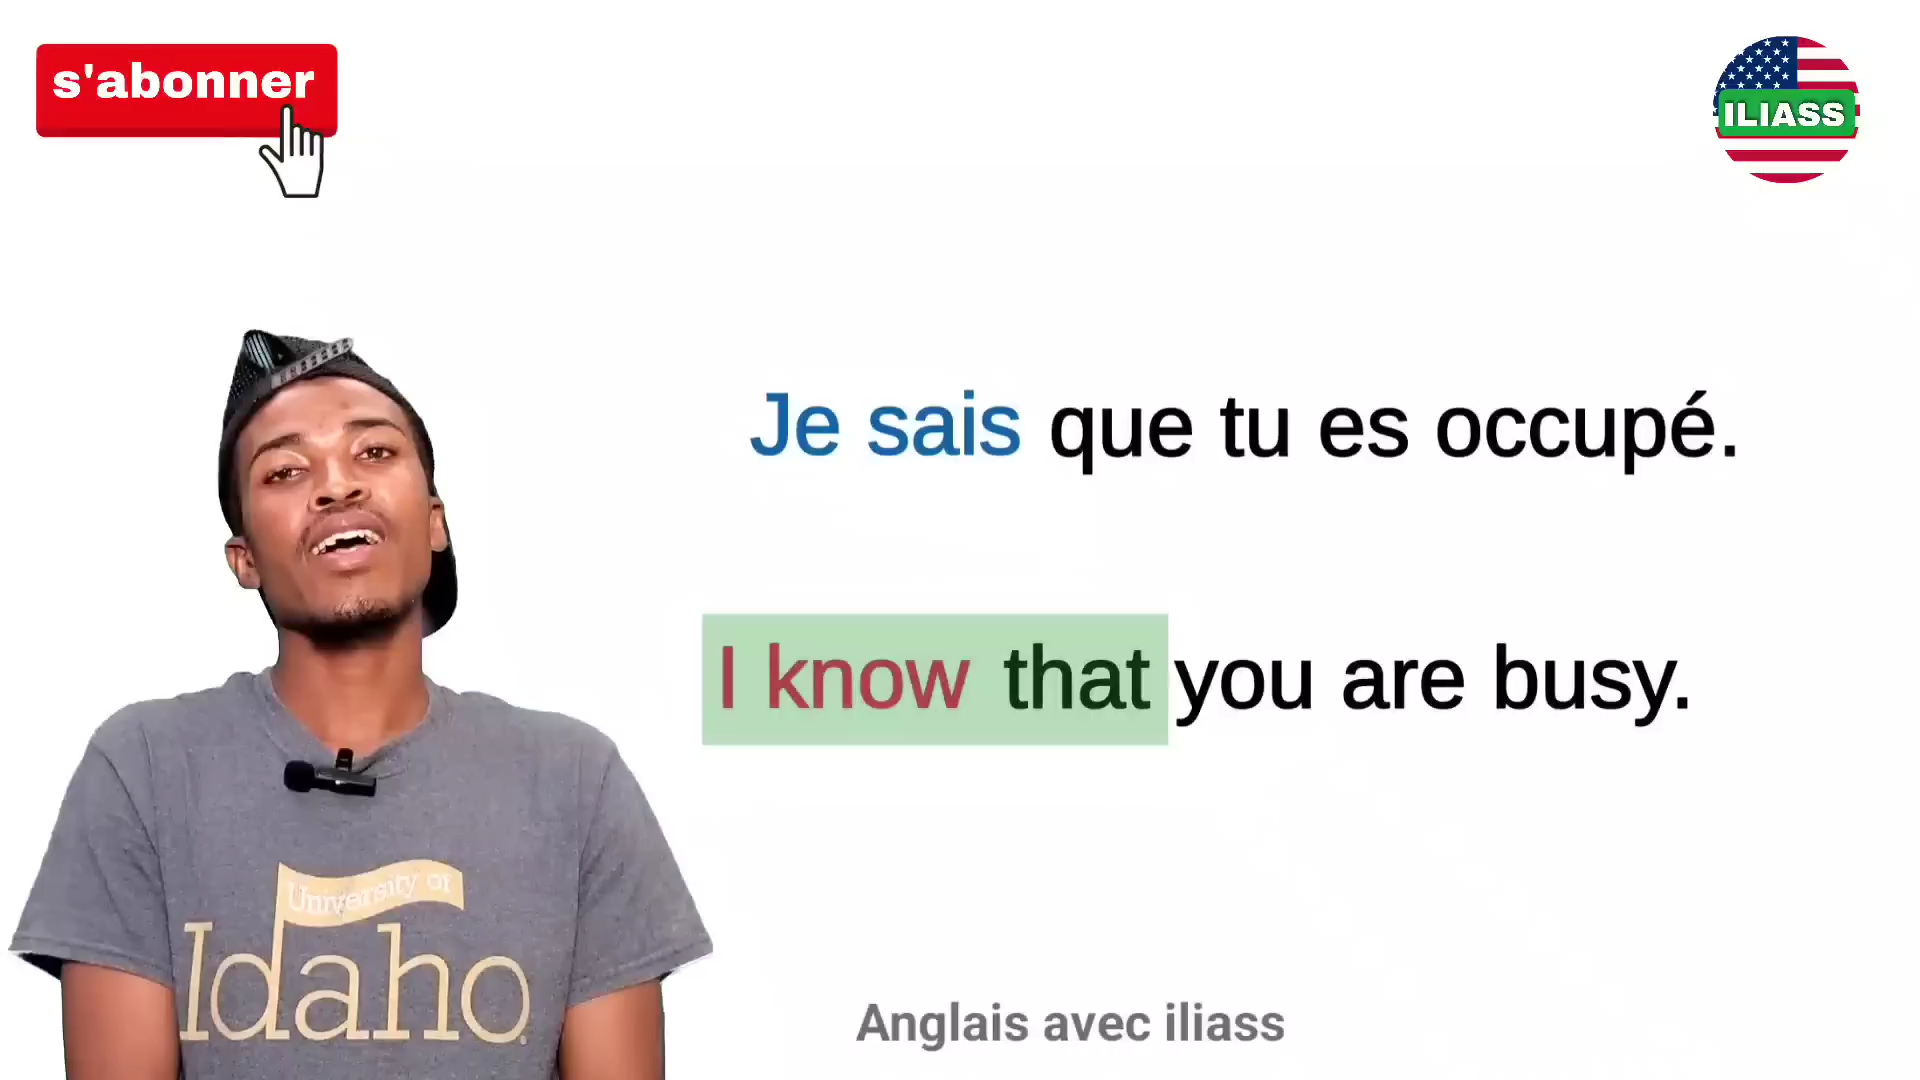 s'abonner
ILIASS
Je sais que tu es occupé.
I know that you are busy.
University of
Idaho
Anglais avec iliass